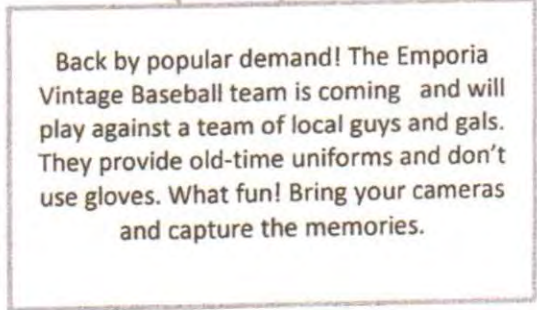 Back by popular demand! The Emporia
Vintage Baseball team is coming and will
play against a team of local guys and gals.
They provide old-time uniforms and don't
use gloves. What fun! Bring your cameras
and capture the memories.